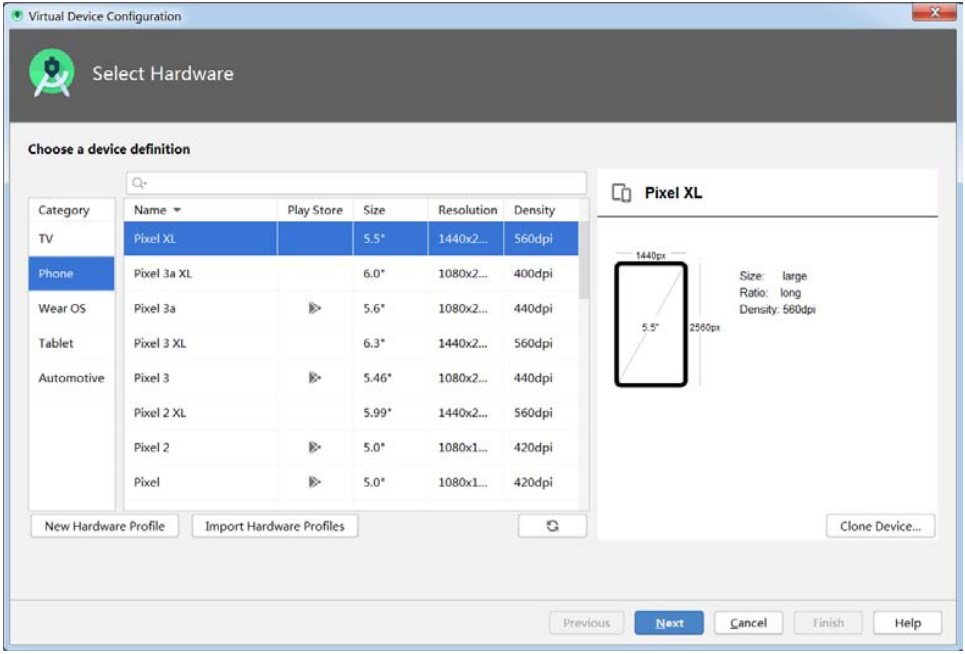 Virtual Device Configuration
Select Hardware
Choose a device definition
Category
TV
Phone
Wear OS
Tablet
Automotive
Name Play Store Size Resolution Density
Pixel XL 5.5" 1440x2... 560dpi
Pixel 3a XL 6.0" 1080x2... 400dpi
Pixel 3a 5.6" 1080x2... 440dpi
Pixel 3 XL 6.3" 1440x2... 560dpi
Pixel 3 5.46" 1080x2... 440dpi
Pixel 2 XL 5.99" 1440x2... 560dpi
Pixel 2 5.0" 1080x1... 420dpi
Pixel 5.0" 1080x1... 420dpi
New Hardware Profile Import Hardware Profiles
Pixel XL
1440px
5.5"
2560px
Size: large
Ratio: long
Density: 560dpi
Clone Device...
Previous Next Cancel Finish Help